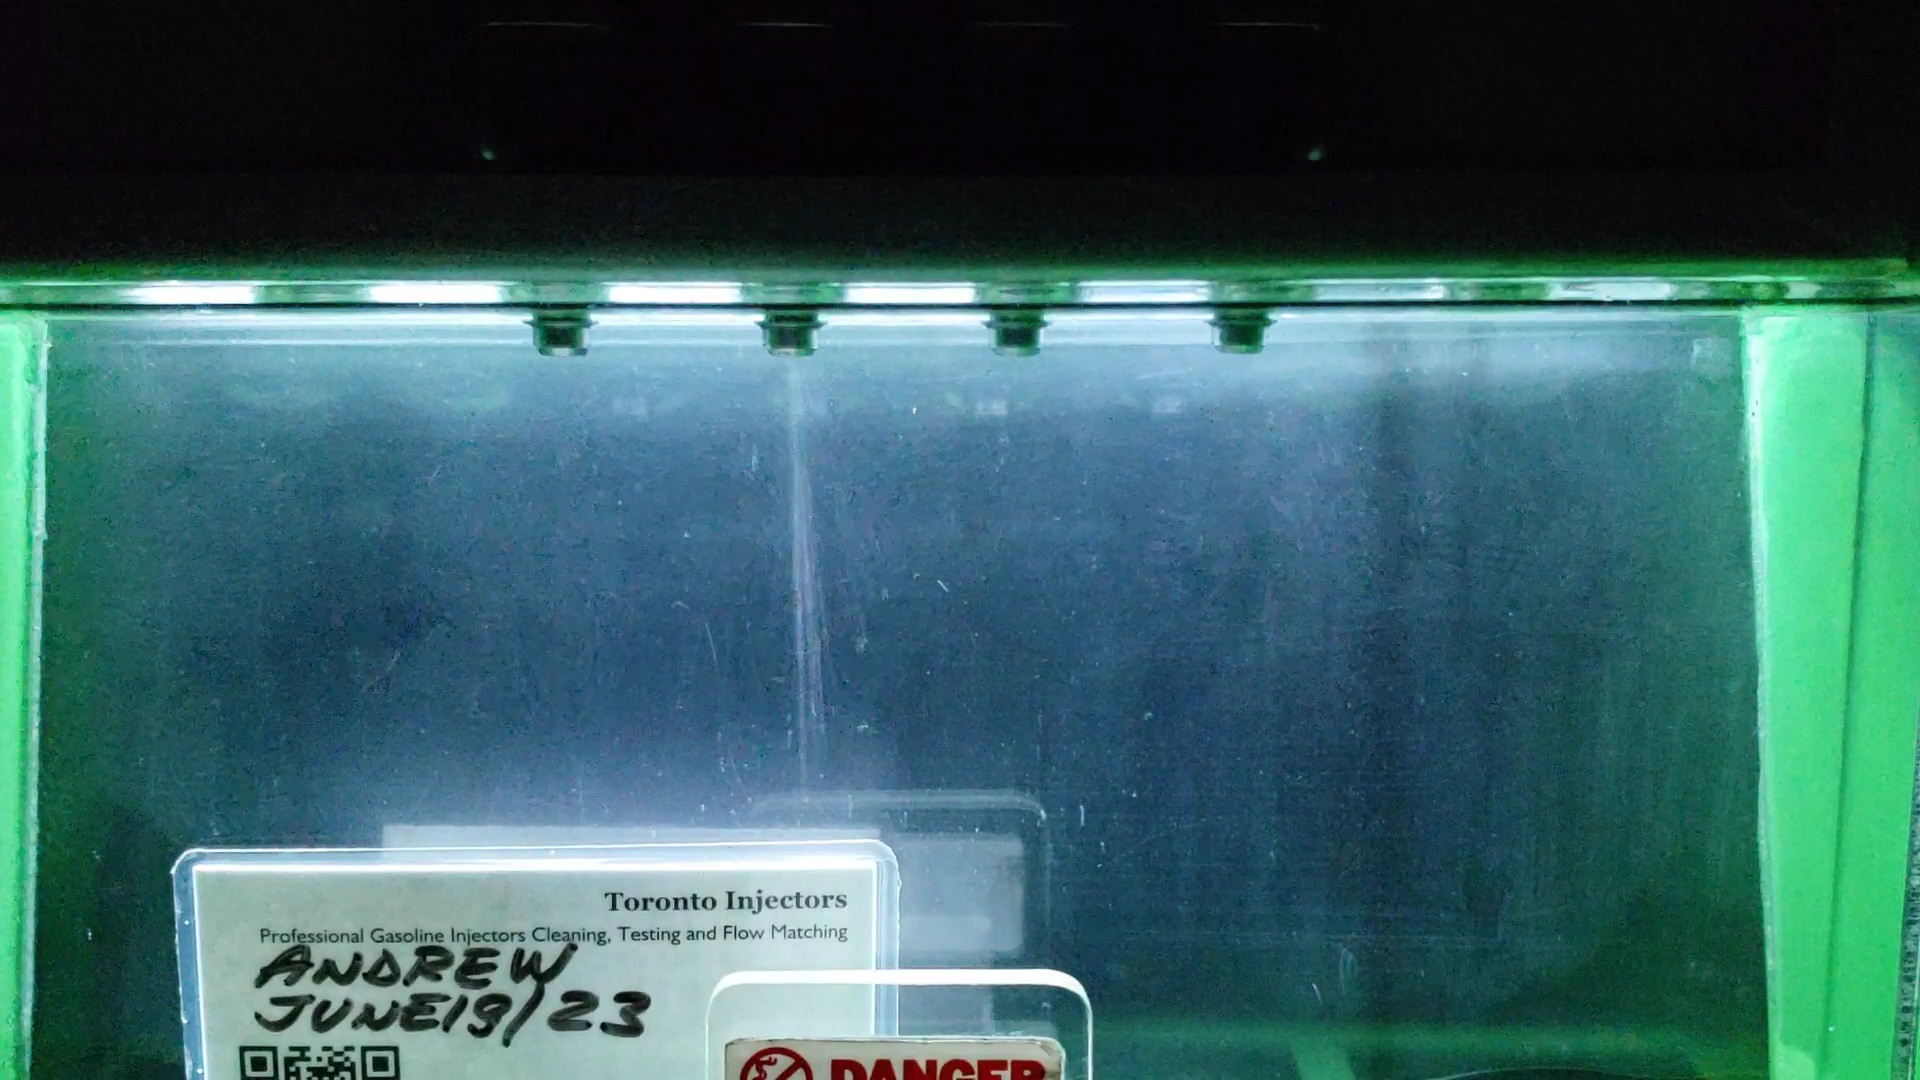 Toronto Injectors
Professional Gasoline Injectors Cleaning, Testing and Flow Matching
ANDREW
JUNE19/23
DANGER